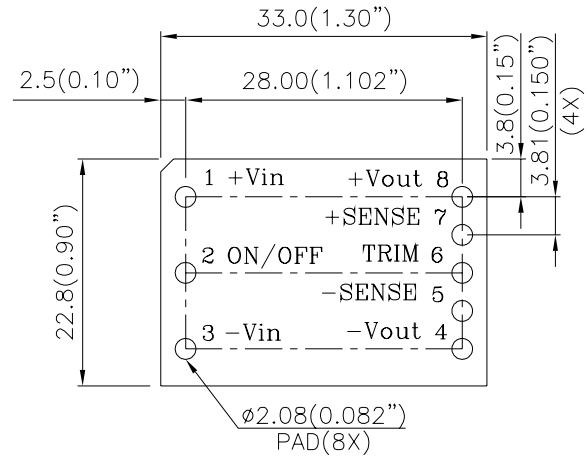 33.0(1.30”)
2.5(0.10”)
28.00(1.102”)
3.8(0.15”)
3.81(0.150”)
(4X)
22.8(0.90”)
1 +Vin
+Vout 8
+SENSE 7
2 ON/OFF
TRIM 6
−SENSE 5
3 −Vin
−Vout 4
ø2.08(0.082”)
PAD(8X)